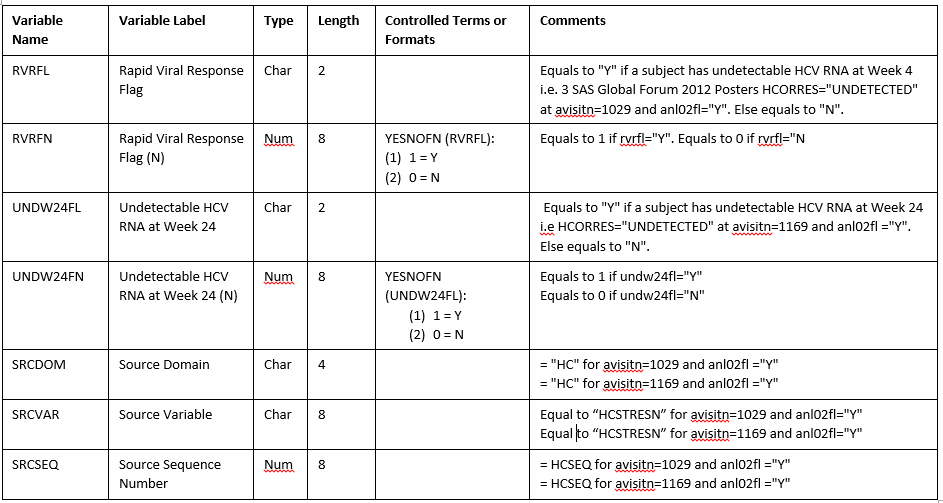 Variable Name
Variable Label
Type
Length
Controlled Terms or Formats
Comments
RVRFL
Rapid Viral Response
Flag
Char
2
Equals to "Y" if a subject has undetectable HCV RNA at Week 4
i.e. 3 SAS Global Forum 2012 Posters HCORRES="UNDETECTED"
at avisitn=1029 and anl02fl="Y". Else equals to "N".
RVRFN
Rapid Viral Response
Flag (N)
Num
8
YESNOFN (RVRFL):
(1) 1 = Y
(2) 0 = N
Equals to 1 if rvrfl="Y". Equals to 0 if rvrfl="N
UNDW24FL
Undetectable HCV
RNA at Week 24
Char
2
Equals to "Y" if a subject has undetectable HCV RNA at Week 24
i.e HCORRES="UNDETECTED" at avisitn=1169 and anl02fl ="Y".
Else equals to "N".
UNDW24FN
Undetectable HCV
RNA at Week 24 (N)
Num
8
YESNOFN
(UNDW24FL):
(1) 1 = Y
(2) 0 = N
Equals to 1 if undw24fl="Y"
Equals to 0 if undw24fl="N"
SRCDOM
Source Domain
Char
4
= "HC" for avisitn=1029 and anl02fl ="Y"
= "HC" for avisitn=1169 and anl02fl ="Y"
SRCVAR
Source Variable
Char
8
Equal to “HCSTRESN” for avisitn=1029 and anl02fl="Y"
Equal to “HCSTRESN” for avisitn=1169 and anl02fl="Y"
SRCSEQ
Source Sequence
Number
Num
8
= HCSEQ for avisitn=1029 and anl02fl ="Y"
= HCSEQ for avisitn=1169 and anl02fl ="Y"